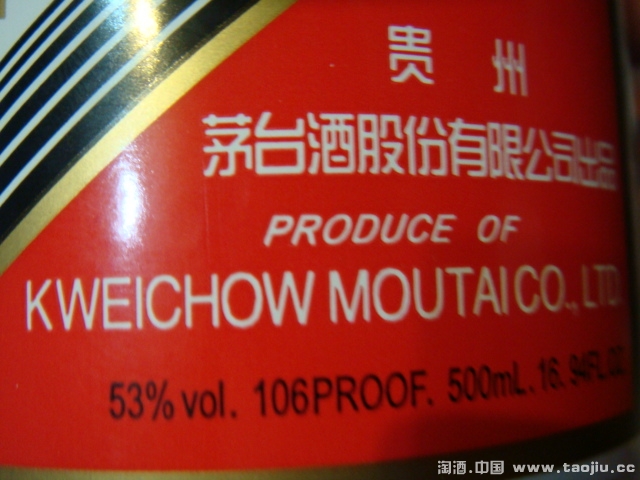 贵州
茅台酒股份有限公司出品
PRODUCE OF
KWEICHOW MOUTAI CO., LTD.
53% vol. 106PROOF. 500mL. 16. 94FL OZ
淘酒.中国 www.taojiu.cc